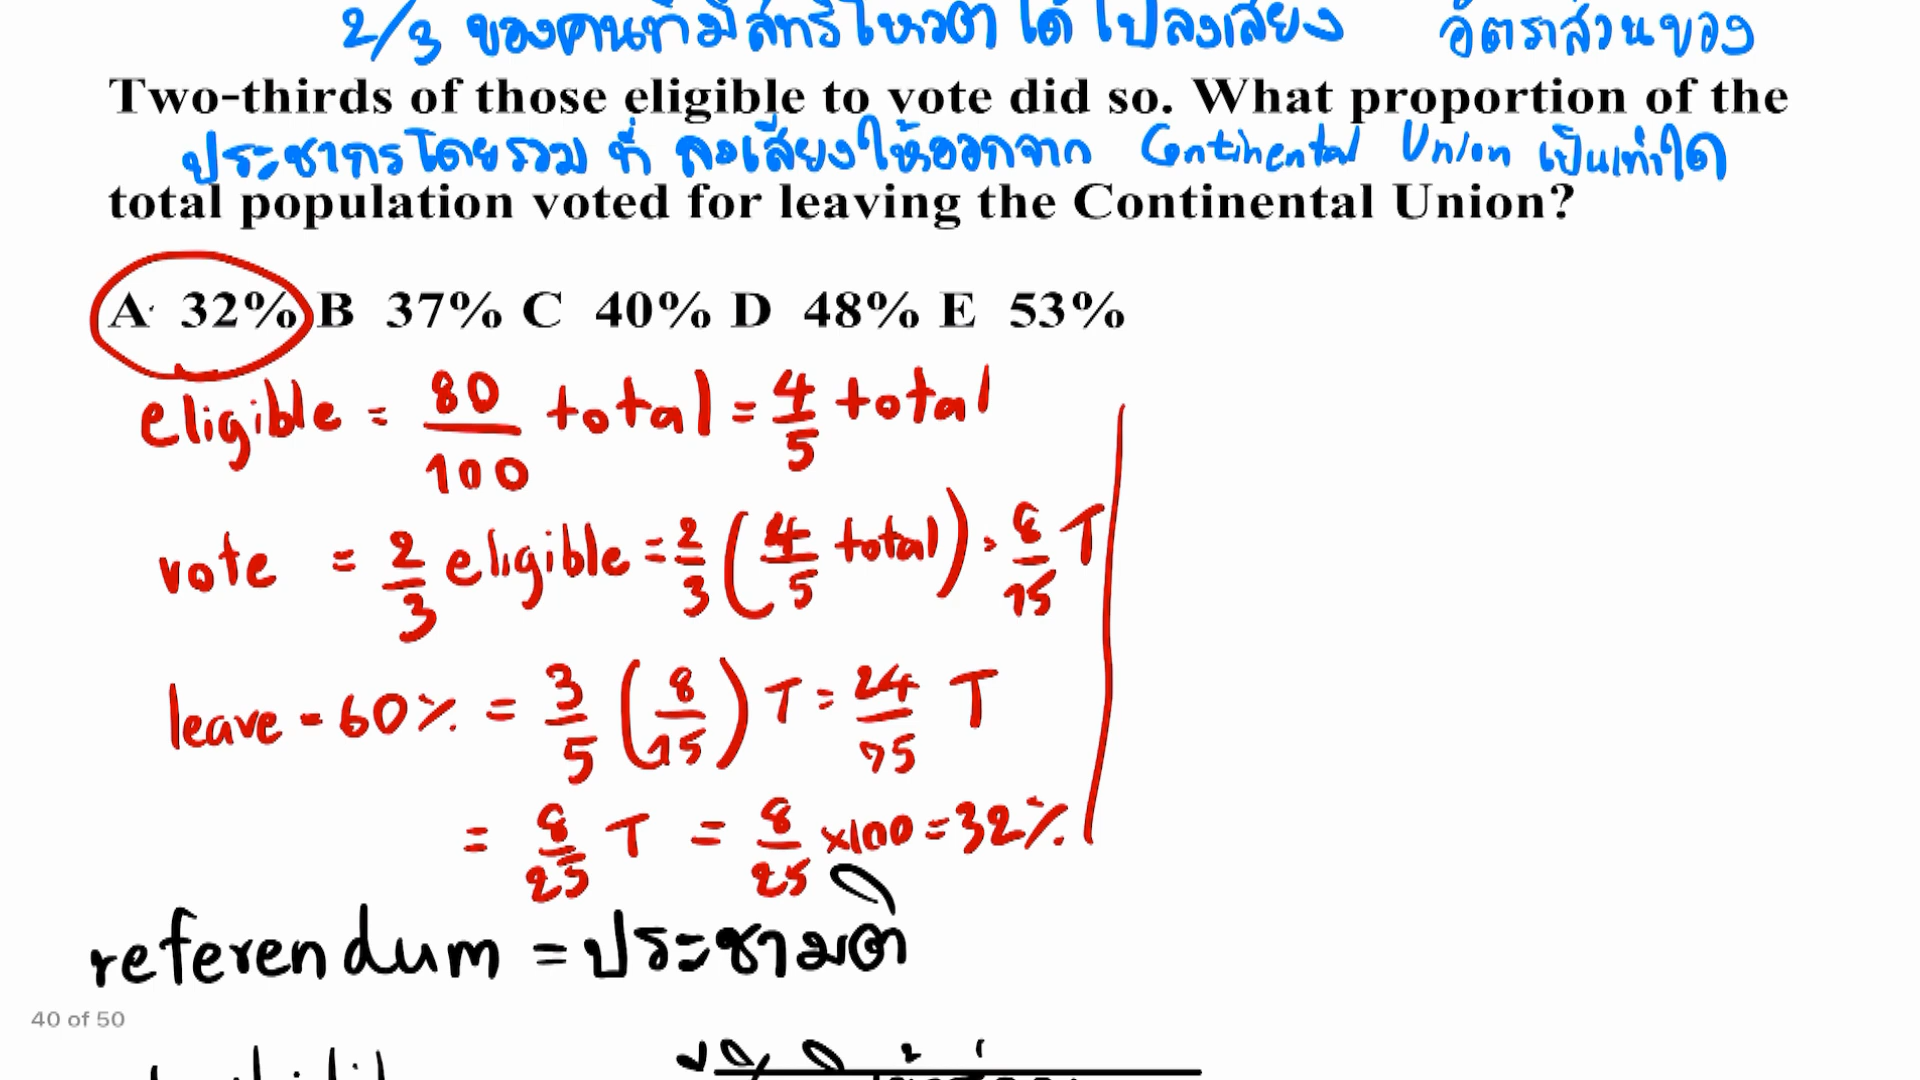 2/3 ของคนที่มีสิทธิ์โหวต ได้ไปลงเสียง อัตราส่วนของ
Two-thirds of those eligible to vote did so. What proportion of the
ประชากรโดยรวม ที่ ลงเสียงให้ออกจาก Continental Union เป็นเท่าใด
total population voted for leaving the Continental Union?
A 32% B 37% C 40% D 48% E 53%
eligible = 80/100 total = 4/5 total
vote = 2/3 eligible = 2/3 (4/5 total) = 8/15 T
leave = 60% = 3/5 (8/15) T = 24/75 T
= 8/25 T = 8/25 ×100 = 32%
referendum = ประชามติ
40 of 50